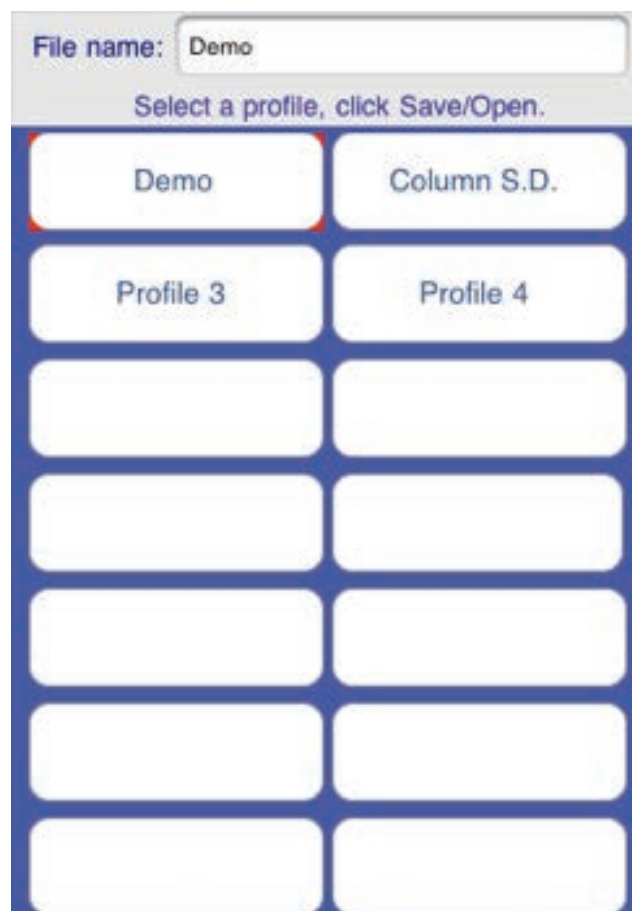 File name: Demo
Select a profile, click Save/Open.
Demo Column S.D.
Profile 3 Profile 4